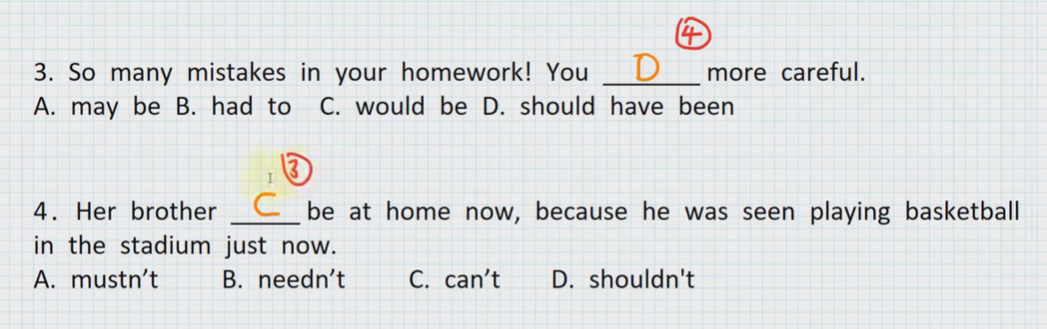 ④
3. So many mistakes in your homework! You D more careful.
A. may be B. had to C. would be D. should have been
③
4. Her brother C be at home now, because he was seen playing basketball
in the stadium just now.
A. mustn’t B. needn’t C. can’t D. shouldn't